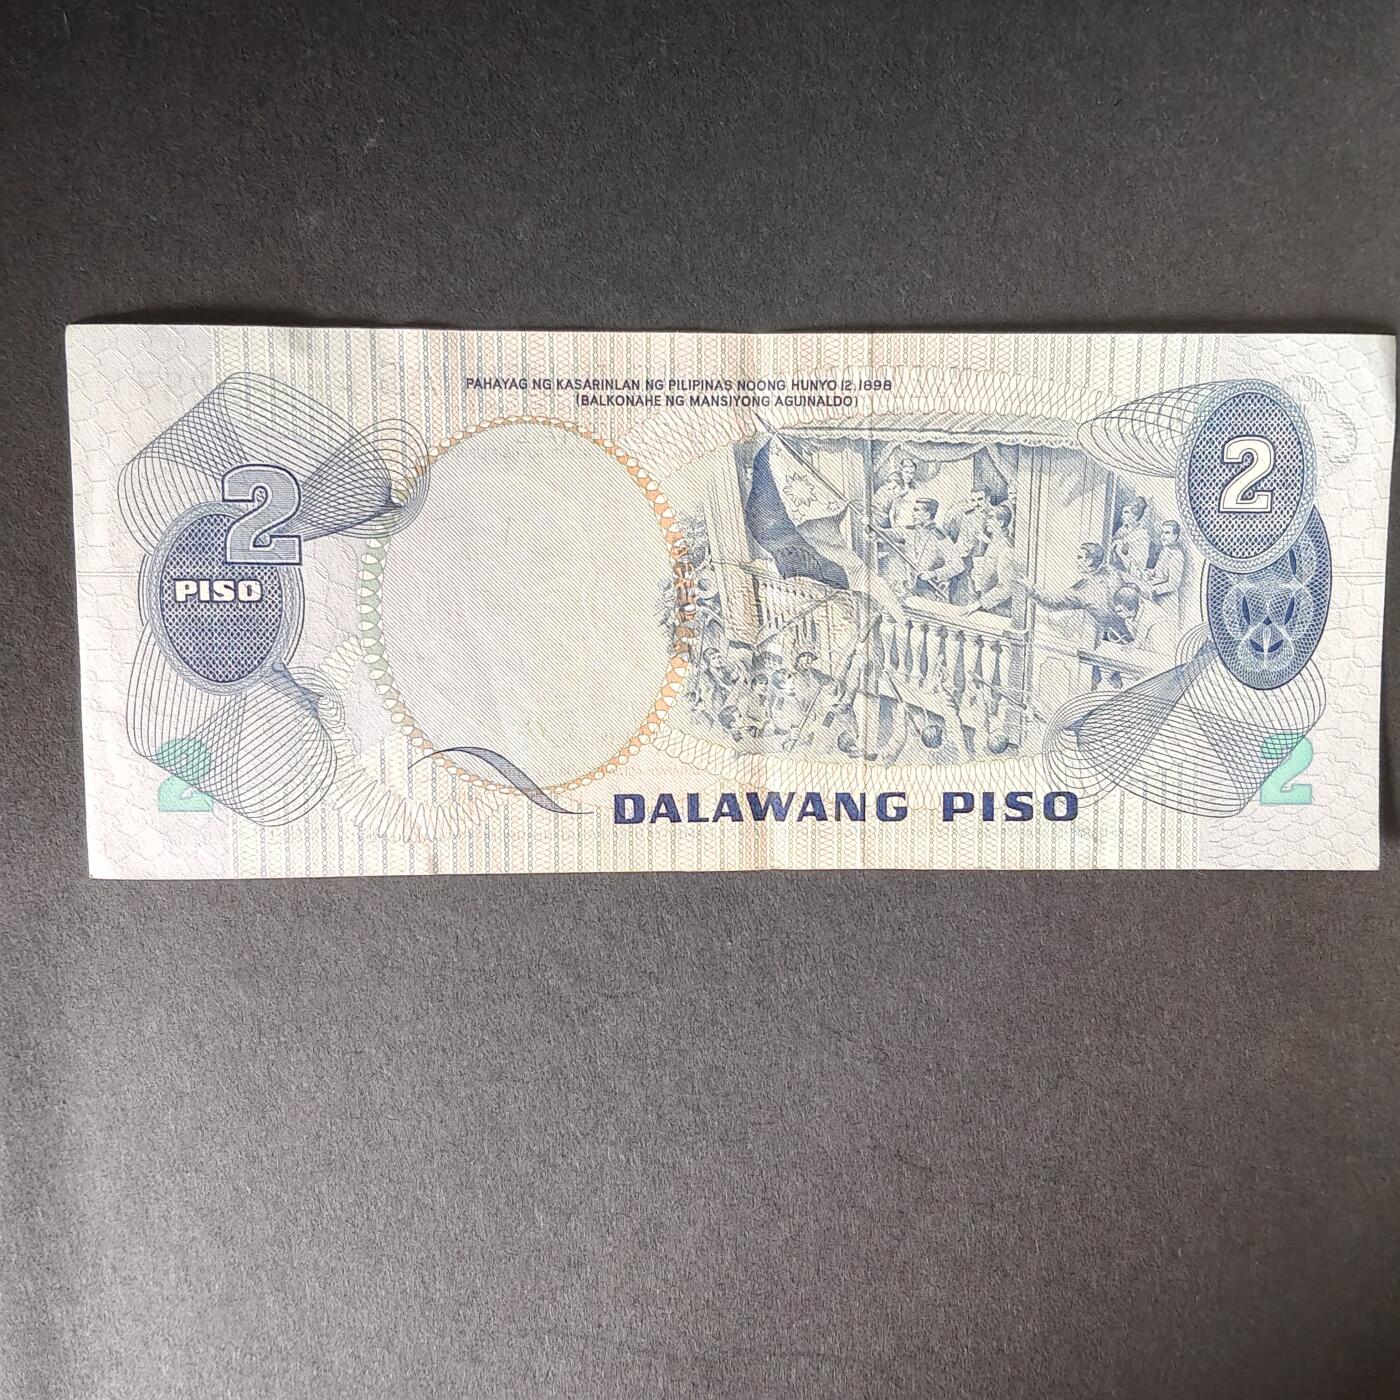 PAHAYAG NG KASARINLAN NG PILIPINAS NOONG HUNYO 12, 1898
(BALKONAHE NG MANSIYONG AGUINALDO)
2
2
PISO
2
2
DALAWANG PISO